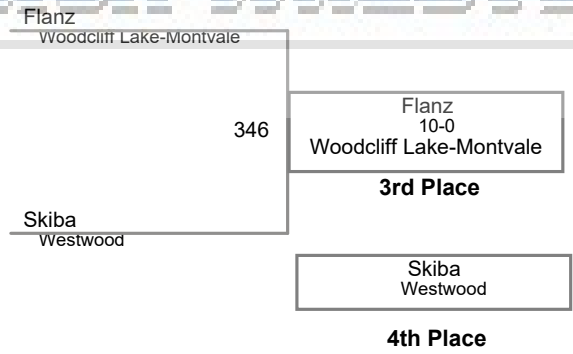 Flanz
Woodcliff Lake-Montvale
346
Flanz
10-0
Woodcliff Lake-Montvale
3rd Place
Skiba
Westwood
Skiba
Westwood
4th Place